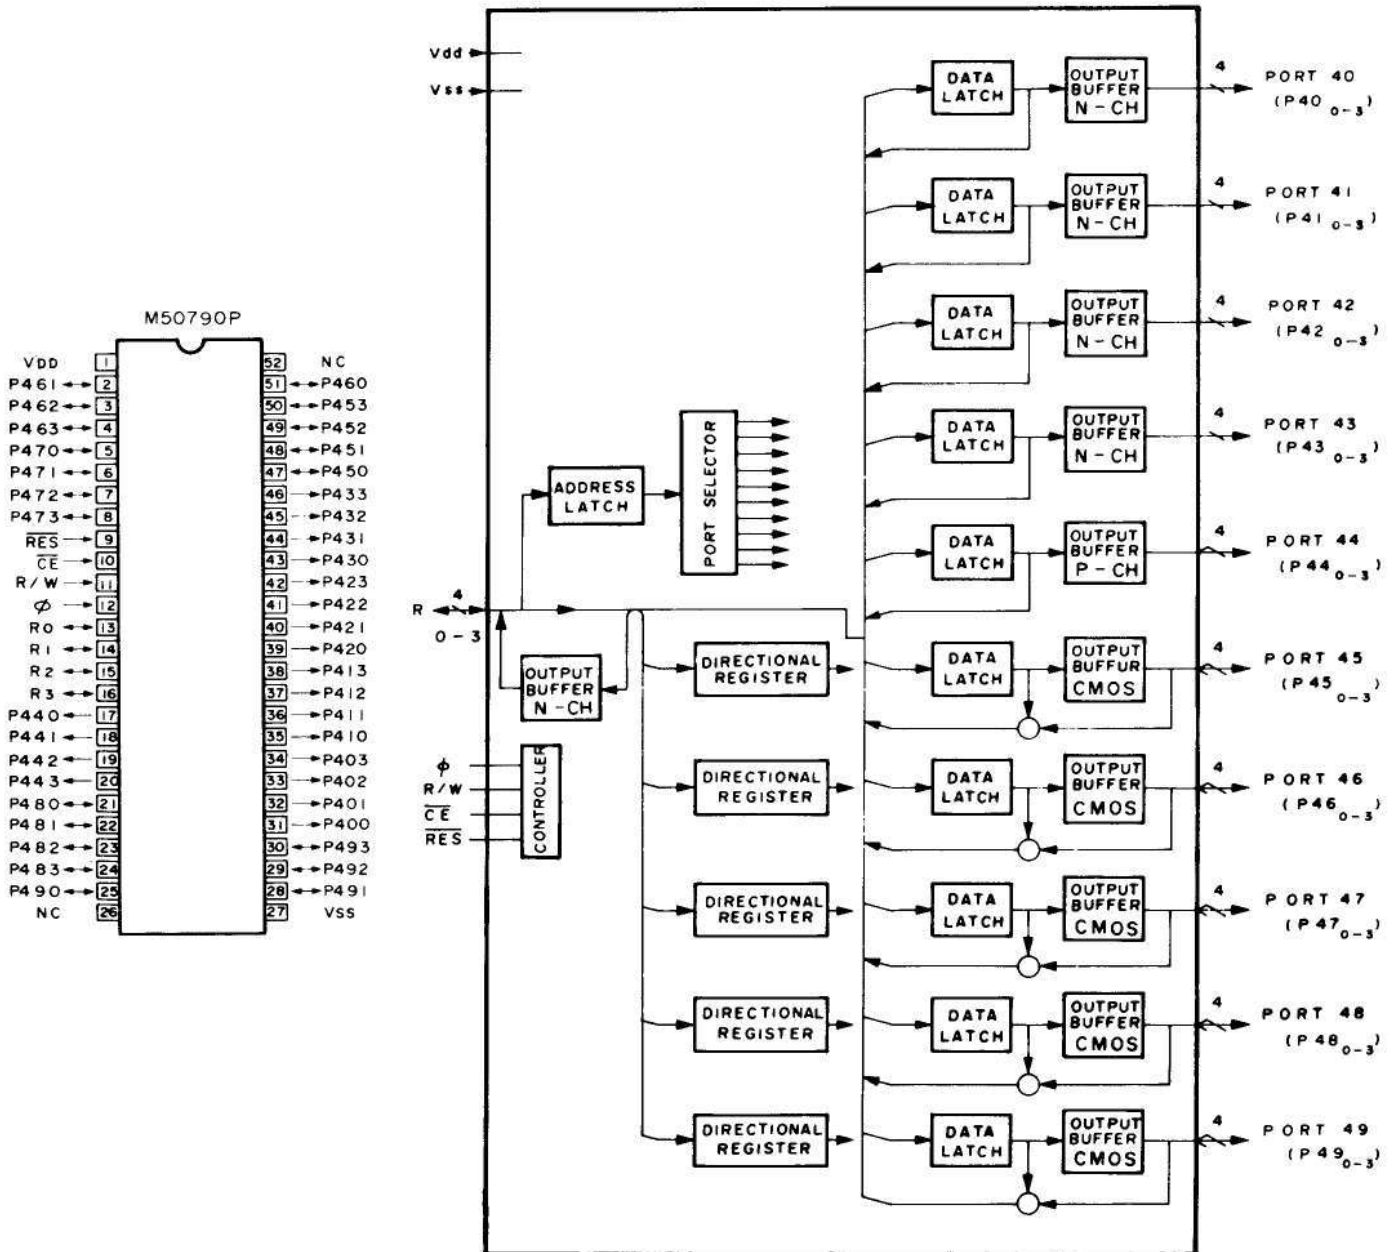 M50790P
VDD 1 52 NC
P461 2 51 P460
P462 3 50 P453
P463 4 49 P452
P470 5 48 P451
P471 6 47 P450
P472 7 46 P433
P473 8 45 P432
RES 9 44 P431
CE 10 43 P430
R/W 11 42 P423
φ 12 41 P422
R0 13 40 P421
R1 14 39 P420
R2 15 38 P413
R3 16 37 P412
P440 17 36 P411
P441 18 35 P410
P442 19 34 P403
P443 20 33 P402
P480 21 32 P401
P481 22 31 P400
P482 23 30 P493
P483 24 29 P492
P490 25 28 P491
NC 26 27 VSS
Vdd
Vss
ADDRESS
LATCH
PORT SELECTOR
R
4
0-3
OUTPUT
BUFFER
N-CH
φ
R/W
CE
RES
CONTROLLER
DATA
LATCH
OUTPUT
BUFFER
N-CH
4
PORT 40
(P40 0-3)
DATA
LATCH
OUTPUT
BUFFER
N-CH
4
PORT 41
(P41 0-3)
DATA
LATCH
OUTPUT
BUFFER
N-CH
4
PORT 42
(P42 0-3)
DATA
LATCH
OUTPUT
BUFFER
N-CH
4
PORT 43
(P43 0-3)
DATA
LATCH
OUTPUT
BUFFER
P-CH
4
PORT 44
(P44 0-3)
DIRECTIONAL
REGISTER
DATA
LATCH
OUTPUT
BUFFUR
CMOS
4
PORT 45
(P45 0-3)
DIRECTIONAL
REGISTER
DATA
LATCH
OUTPUT
BUFFER
CMOS
4
PORT 46
(P46 0-3)
DIRECTIONAL
REGISTER
DATA
LATCH
OUTPUT
BUFFER
CMOS
4
PORT 47
(P47 0-3)
DIRECTIONAL
REGISTER
DATA
LATCH
OUTPUT
BUFFER
CMOS
4
PORT 48
(P48 0-3)
DIRECTIONAL
REGISTER
DATA
LATCH
OUTPUT
BUFFER
CMOS
4
PORT 49
(P49 0-3)